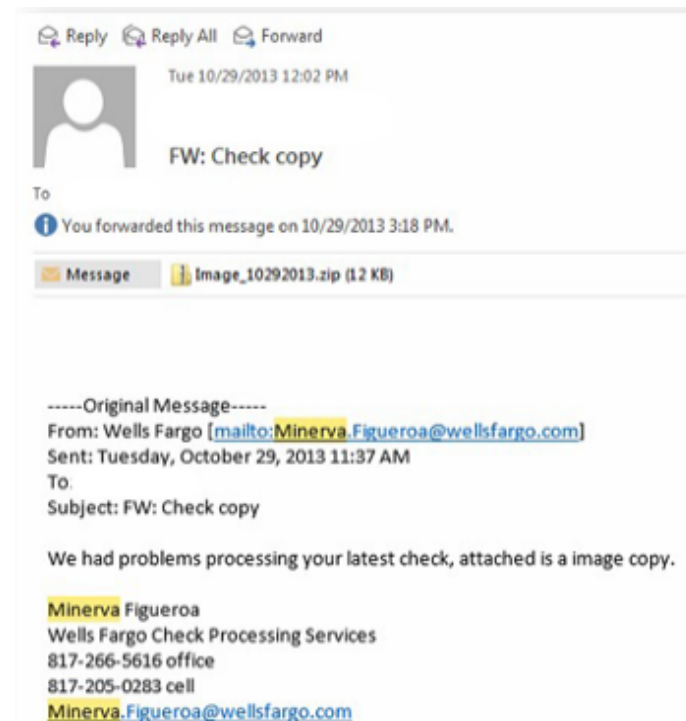 Reply Reply All Forward
Tue 10/29/2013 12:02 PM
FW: Check copy
To
You forwarded this message on 10/29/2013 3:18 PM.
Message Image_10292013.zip (12 KB)
-----Original Message-----
From: Wells Fargo [mailto:Minerva.Figueroa@wellsfargo.com]
Sent: Tuesday, October 29, 2013 11:37 AM
To:
Subject: FW: Check copy
We had problems processing your latest check, attached is a image copy.
Minerva Figueroa
Wells Fargo Check Processing Services
817-266-5616 office
817-205-0283 cell
Minerva.Figueroa@wellsfargo.com